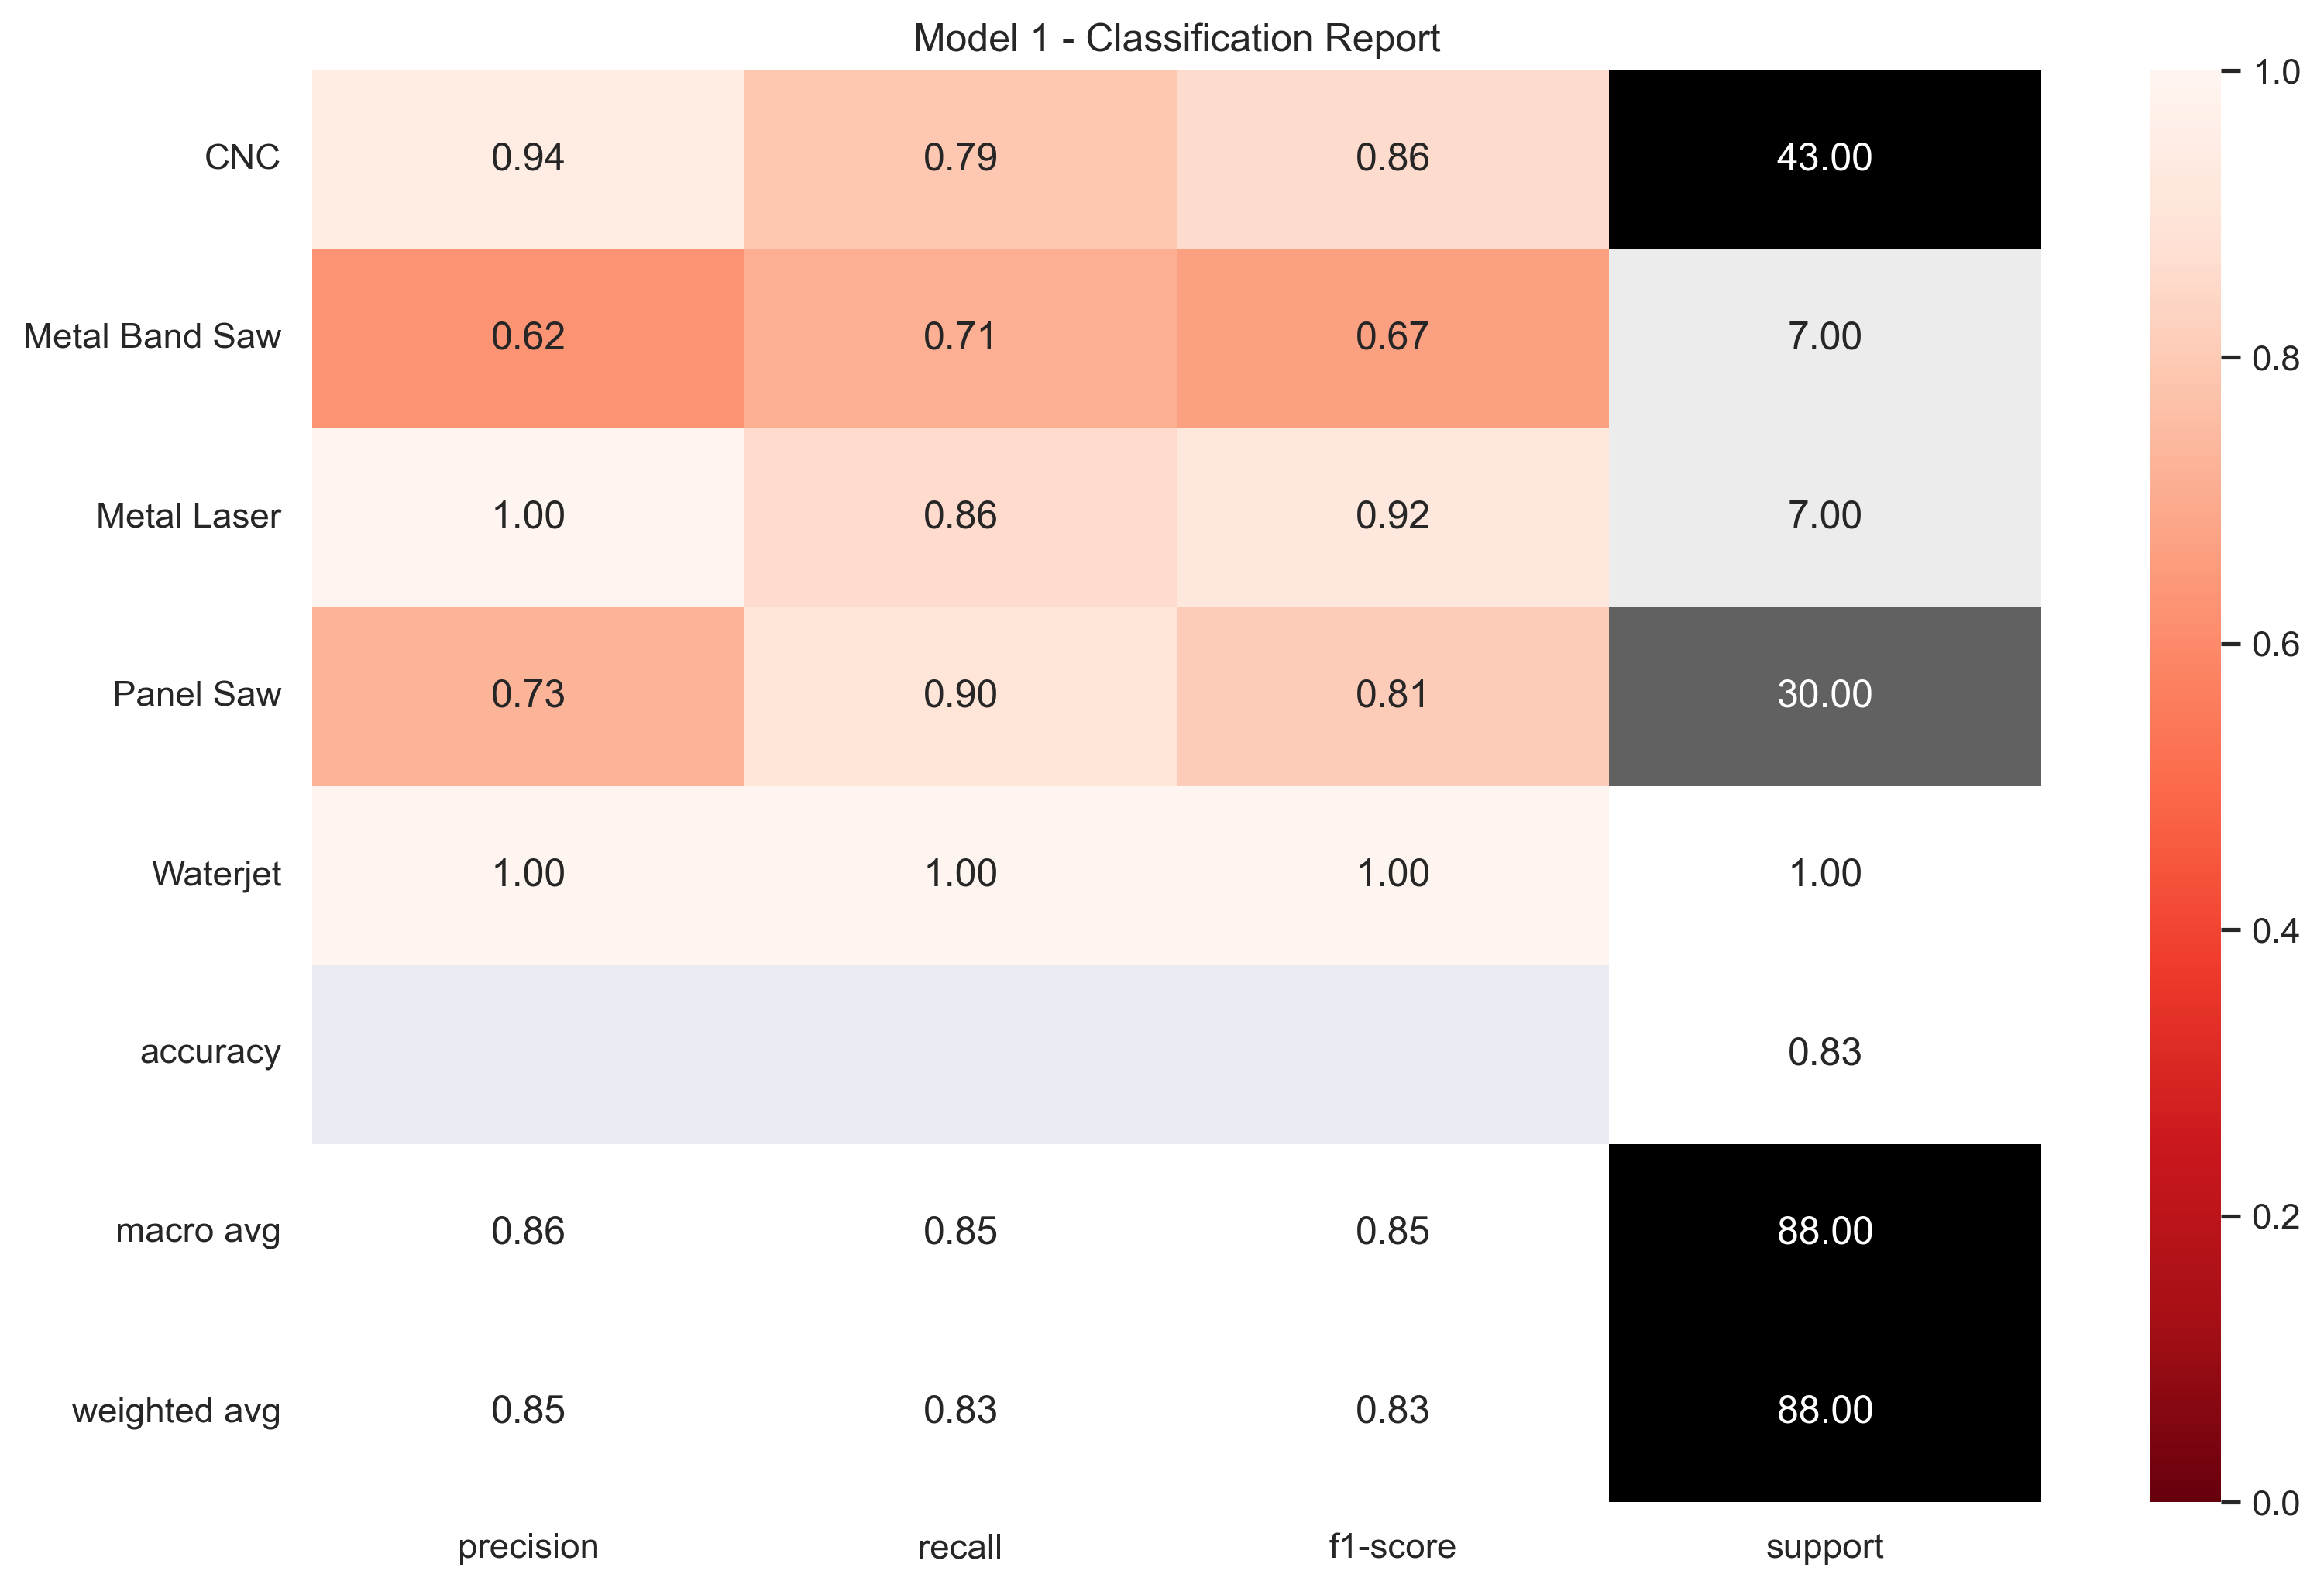 Model 1 - Classification Report
CNC 0.94 0.79 0.86 43.00
Metal Band Saw 0.62 0.71 0.67 7.00
Metal Laser 1.00 0.86 0.92 7.00
Panel Saw 0.73 0.90 0.81 30.00
Waterjet 1.00 1.00 1.00 1.00
accuracy 0.83
macro avg 0.86 0.85 0.85 88.00
weighted avg 0.85 0.83 0.83 88.00
precision recall f1-score support
1.0
0.8
0.6
0.4
0.2
0.0